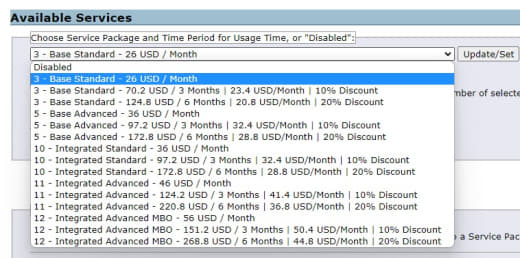 Available Services
Choose Service Package and Time Period for Usage Time, or "Disabled":
3 - Base Standard - 26 USD / Month
Update/Set
Disabled
3 - Base Standard - 26 USD / Month
3 - Base Standard - 70.2 USD / 3 Months | 23.4 USD/Month | 10% Discount
mber of selecte
3 - Base Standard - 124.8 USD / 6 Months | 20.8 USD/Month | 20% Discount
5 - Base Advanced - 36 USD / Month
5 - Base Advanced - 97.2 USD / 3 Months | 32.4 USD/Month | 10% Discount
5 - Base Advanced - 172.8 USD / 6 Months | 28.8 USD/Month | 20% Discount
10 - Integrated Standard - 36 USD / Month
10 - Integrated Standard - 97.2 USD / 3 Months | 32.4 USD/Month | 10% Discount
10 - Integrated Standard - 172.8 USD / 6 Months | 28.8 USD/Month | 20% Discount
11 - Integrated Advanced - 46 USD / Month
11 - Integrated Advanced - 124.2 USD / 3 Months | 41.4 USD/Month | 10% Discount
11 - Integrated Advanced - 220.8 USD / 6 Months | 36.8 USD/Month | 20% Discount
12 - Integrated Advanced MBO - 56 USD / Month
12 - Integrated Advanced MBO - 151.2 USD / 3 Months | 50.4 USD/Month | 10% Discount
a Service Pac
12 - Integrated Advanced MBO - 268.8 USD / 6 Months | 44.8 USD/Month | 20% Discount